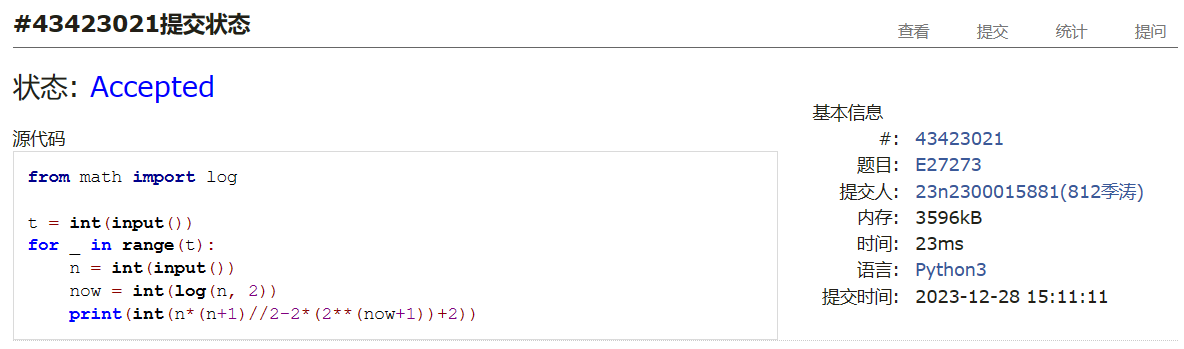 #43423021提交状态
查看 提交 统计 提问
状态: Accepted
源代码
from math import log
t = int(input())
for _ in range(t):
    n = int(input())
    now = int(log(n, 2))
    print(int(n*(n+1)//2-2*(2**(now+1))+2))
基本信息
#: 43423021
题目: E27273
提交人: 23n2300015881(812季涛)
内存: 3596kB
时间: 23ms
语言: Python3
提交时间: 2023-12-28 15:11:11